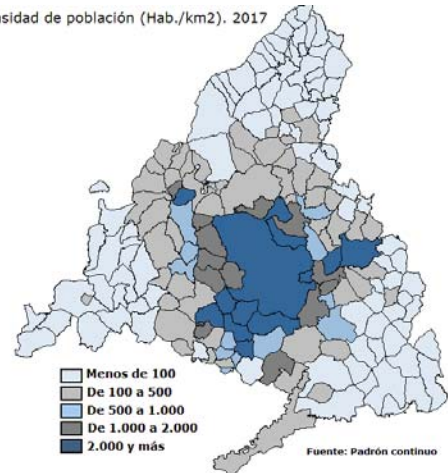 sidad de población (Hab./km2). 2017
Menos de 100
De 100 a 500
De 500 a 1.000
De 1.000 a 2.000
2.000 y más
Fuente: Padrón continuo